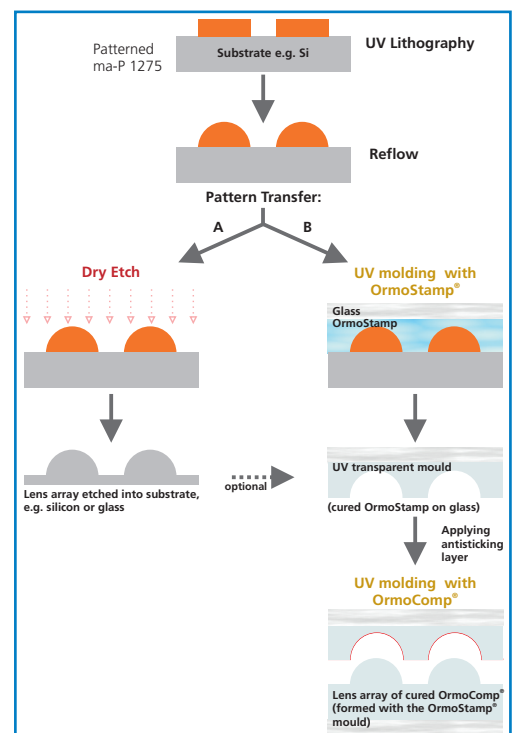 Patterned
ma-P 1275
Substrate e.g. Si
UV Lithography
Reflow
Pattern Transfer:
A
B
Dry Etch
UV molding with
OrmoStamp®
Glass
OrmoStamp
UV transparent mould
(cured OrmoStamp on glass)
Lens array etched into substrate,
e.g. silicon or glass
optional
Applying
antisticking
layer
UV molding with
OrmoComp®
Lens array of cured OrmoComp®
(formed with the OrmoStamp®
mould)